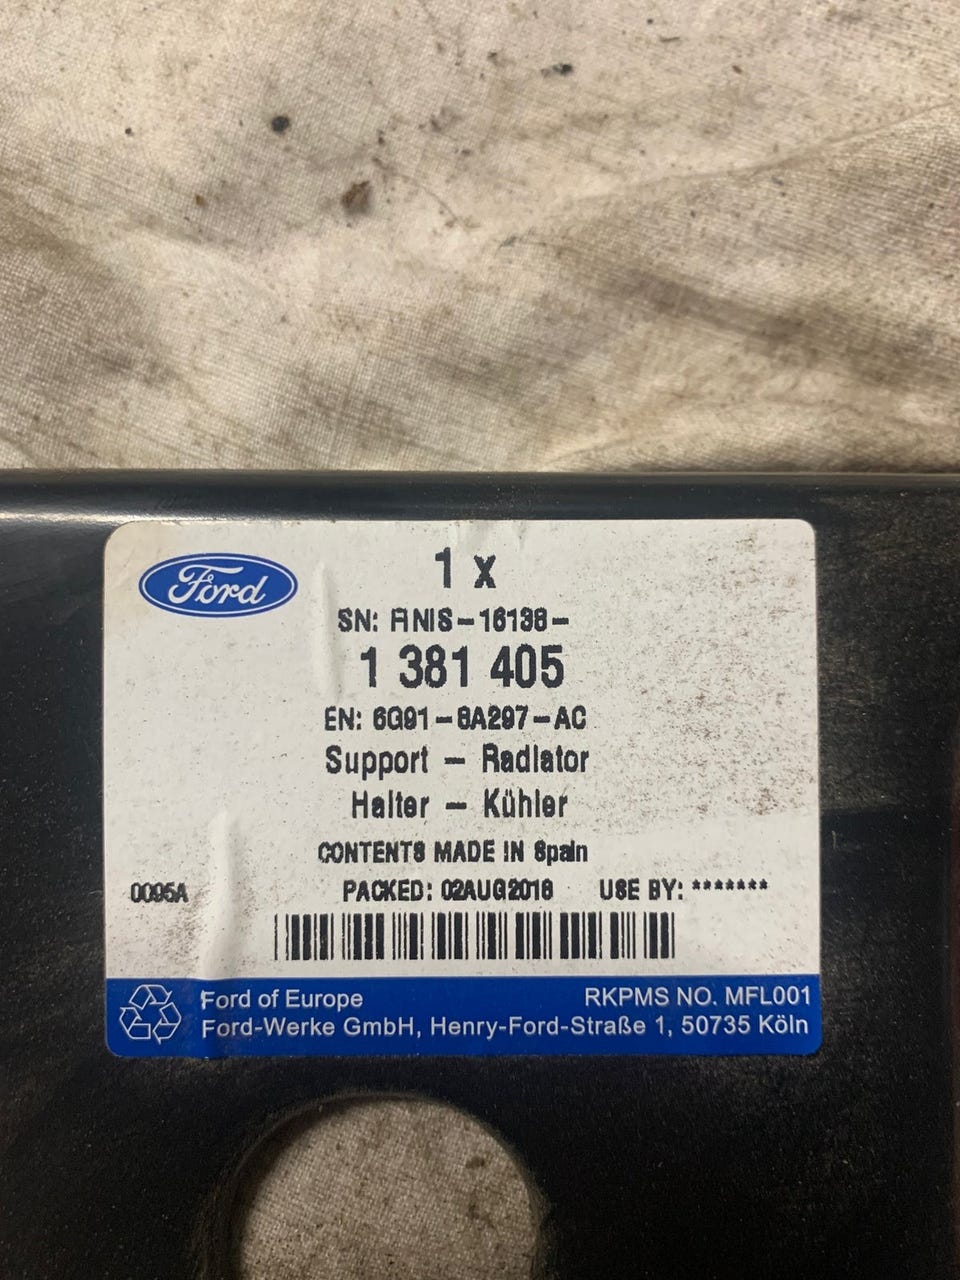 Ford
1 x
SN: FINIS-16138-
1 381 405
EN: 6G91-8A297-AC
Support - Radiator
Halter - Kühler
CONTENTS MADE IN Spain
0095A PACKED: 02AUG2016 USE BY: *******
Ford of Europe RKPMS NO. MFL001
Ford-Werke GmbH, Henry-Ford-Straße 1, 50735 Köln